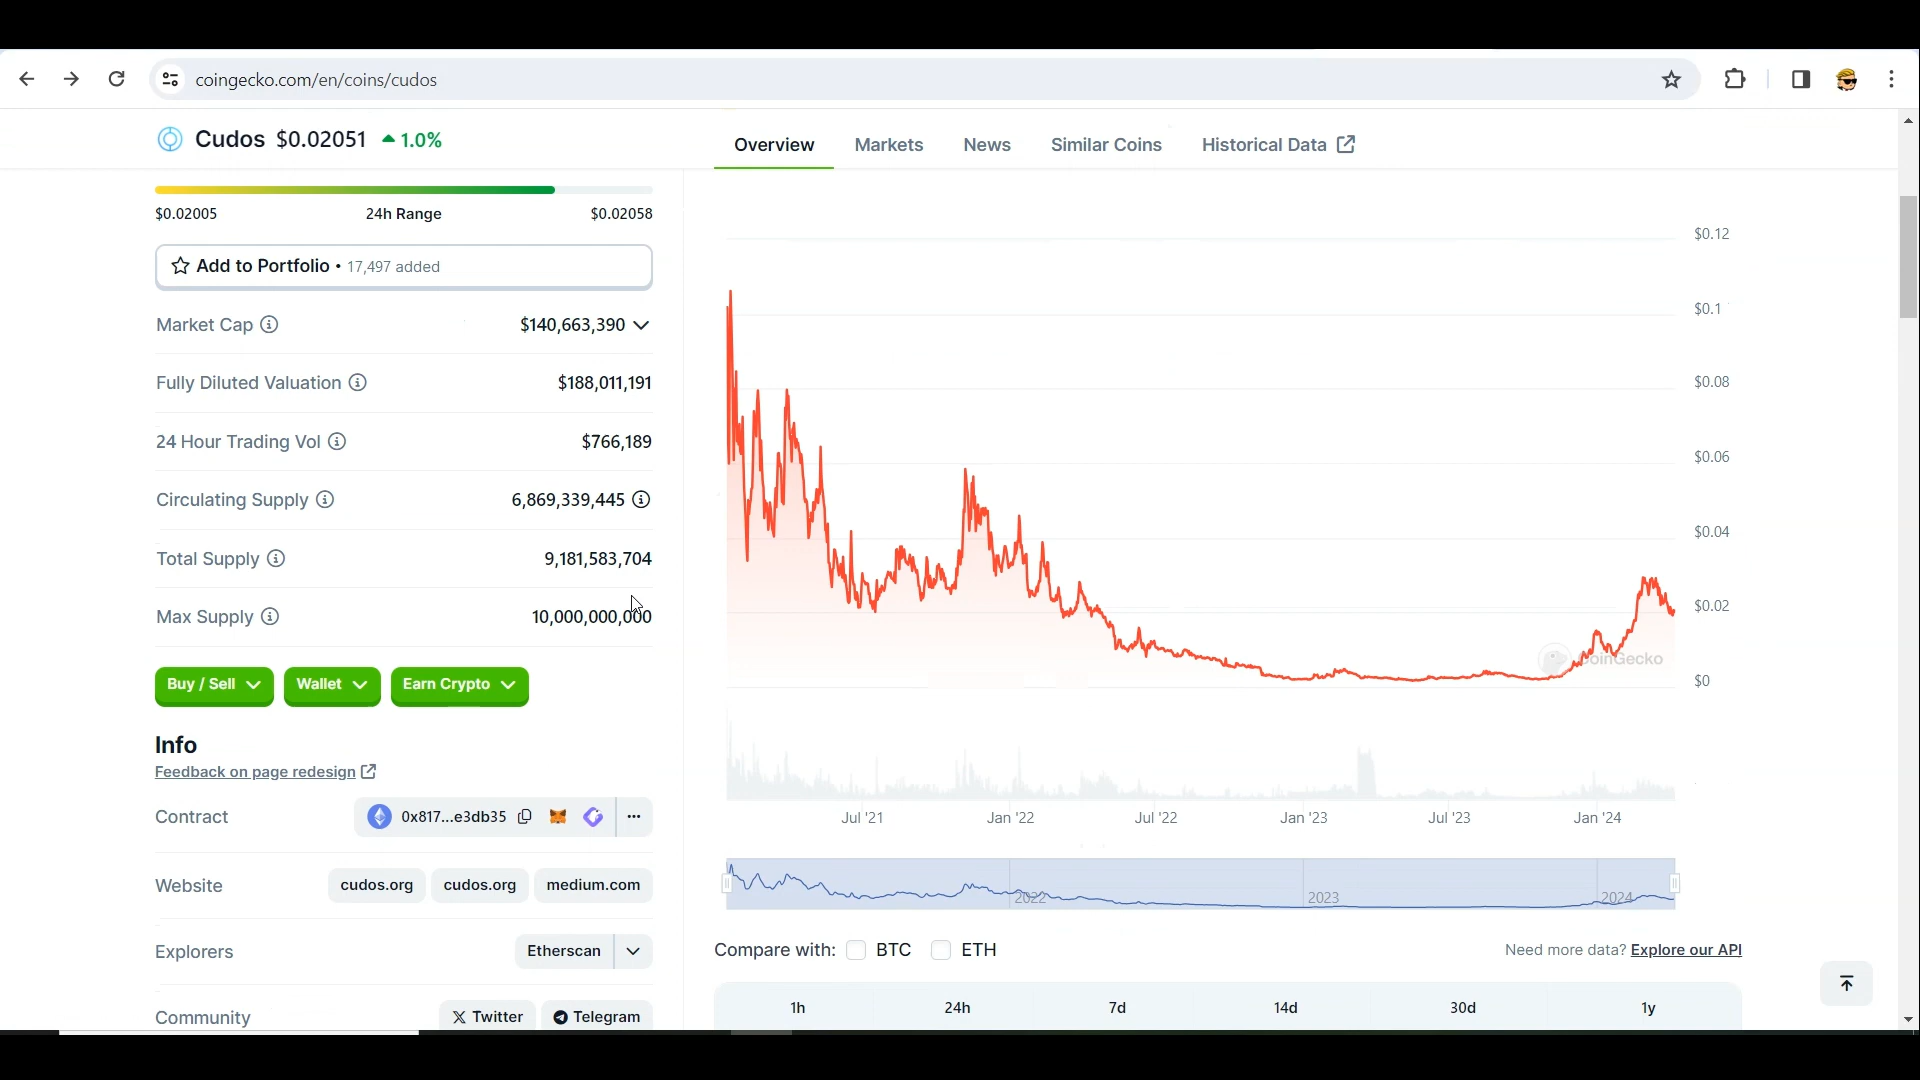 coingecko.com/en/coins/cudos
Cudos $0.02051 1.0%
Overview Markets News Similar Coins Historical Data
$0.02005 24h Range $0.02058
Add to Portfolio • 17,497 added
Market Cap $140,663,390
Fully Diluted Valuation $188,011,191
24 Hour Trading Vol $766,189
Circulating Supply 6,869,339,445
Total Supply 9,181,583,704
Max Supply 10,000,000,000
Buy / Sell Wallet Earn Crypto
Info
Feedback on page redesign
Contract 0x817...e3db35
Website cudos.org cudos.org medium.com
Explorers Etherscan
Community Twitter Telegram
$0.12
$0.1
$0.08
$0.06
$0.04
$0.02
$0
CoinGecko
Jul '21 Jan '22 Jul '22 Jan '23 Jul '23 Jan '24
2022 2023 2024
Compare with: BTC ETH
Need more data? Explore our API
1h 24h 7d 14d 30d 1y